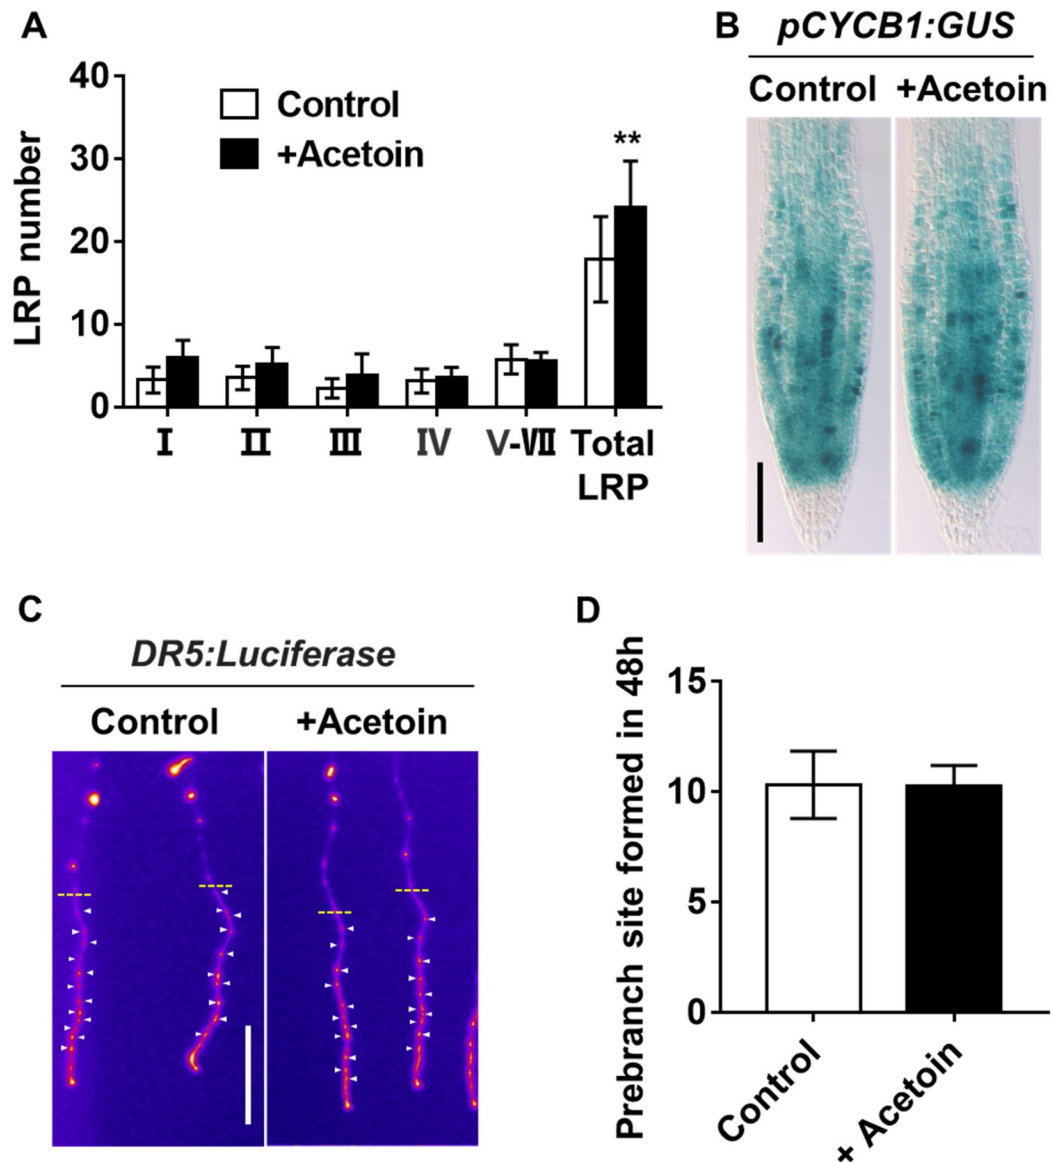 A
LRP number
40
30
20
10
0
Control
+Acetoin
**
I
II
III
IV
V-VII
Total
LRP
B
pCYCB1:GUS
Control
+Acetoin
C
DR5:Luciferase
Control
+Acetoin
D
Prebranch site formed in 48h
15
10
5
0
Control
+ Acetoin